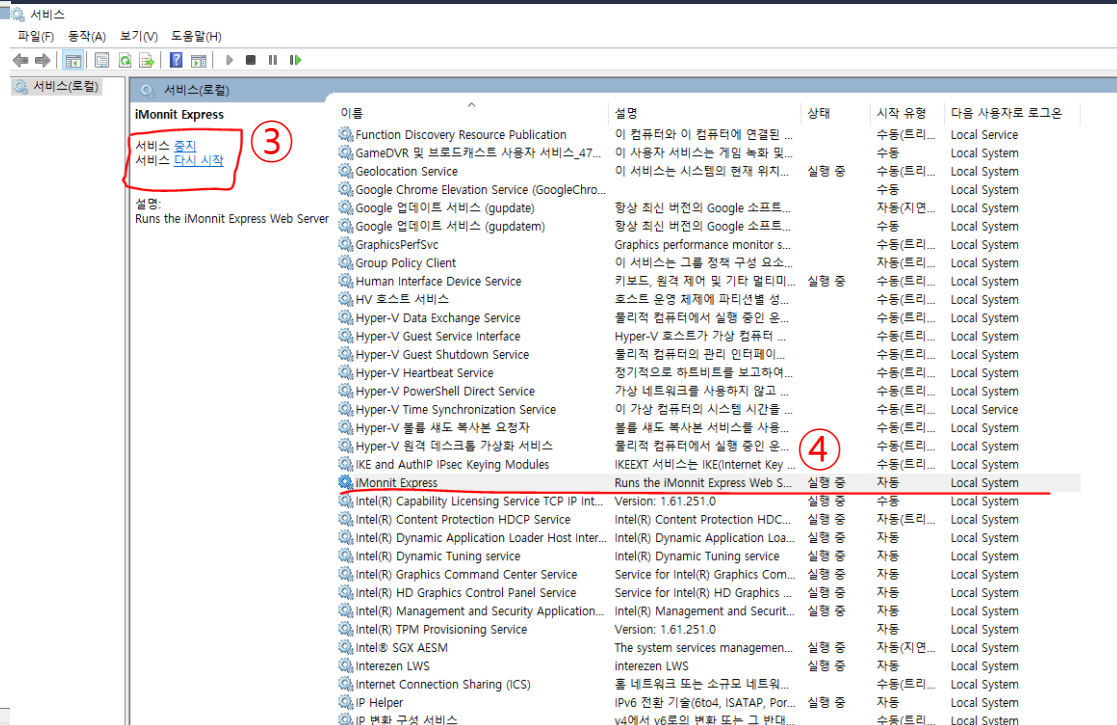 서비스
파일(F) 동작(A) 보기(V) 도움말(H)
서비스(로컬)
서비스(로컬)
iMonnit Express
서비스 중지
서비스 다시 시작
③
설명:
Runs the iMonnit Express Web Server
이름 설명 상태 시작 유형 다음 사용자로 로그온
Function Discovery Resource Publication 이 컴퓨터와 이 컴퓨터에 연결된 ... 수동(트리... Local Service
GameDVR 및 브로드캐스트 사용자 서비스_47... 이 사용자 서비스는 게임 녹화 및... 수동 Local System
Geolocation Service 이 서비스는 시스템의 현재 위치... 실행 중 수동(트리... Local System
Google Chrome Elevation Service (GoogleChro... 수동 Local System
Google 업데이트 서비스 (gupdate) 항상 최신 버전의 Google 소프트... 자동(지연... Local System
Google 업데이트 서비스 (gupdatem) 항상 최신 버전의 Google 소프트... 수동(트리... Local System
GraphicsPerfSvc Graphics performance monitor s... 수동(트리... Local System
Group Policy Client 이 서비스는 그룹 정책 구성 요소... 자동(트리... Local System
Human Interface Device Service 키보드, 원격 제어 및 기타 멀티미... 실행 중 수동(트리... Local System
HV 호스트 서비스 호스트 운영 체제에 파티션별 성... 수동(트리... Local System
Hyper-V Data Exchange Service 물리적 컴퓨터에서 실행 중인 운... 수동(트리... Local System
Hyper-V Guest Service Interface Hyper-V 호스트가 가상 컴퓨터 ... 수동(트리... Local System
Hyper-V Guest Shutdown Service 물리적 컴퓨터의 관리 인터페이... 수동(트리... Local System
Hyper-V Heartbeat Service 정기적으로 하트비트를 보고하여... 수동(트리... Local System
Hyper-V PowerShell Direct Service 가상 네트워크를 사용하지 않고 ... 수동(트리... Local System
Hyper-V Time Synchronization Service 이 가상 컴퓨터의 시스템 시간을 ... 수동(트리... Local Service
Hyper-V 볼륨 섀도 복사본 요청자 볼륨 섀도 복사본 서비스를 사용... 수동(트리... Local System
Hyper-V 원격 데스크톱 가상화 서비스 물리적 컴퓨터에서 실행 중인 운... 수동(트리... Local System
④
IKE and AuthIP IPsec Keying Modules IKEEXT 서비스는 IKE(Internet Key ... 수동(트리... Local System
iMonnit Express Runs the iMonnit Express Web S... 실행 중 자동 Local System
Intel(R) Capability Licensing Service TCP IP Int... Version: 1.61.251.0 실행 중 수동 Local System
Intel(R) Content Protection HDCP Service Intel(R) Content Protection HDC... 실행 중 자동(트리... Local System
Intel(R) Dynamic Application Loader Host Inter... Intel(R) Dynamic Application Loa... 실행 중 자동 Local System
Intel(R) Dynamic Tuning service Intel(R) Dynamic Tuning service 실행 중 자동 Local System
Intel(R) Graphics Command Center Service Service for Intel(R) Graphics Com... 실행 중 자동 Local System
Intel(R) HD Graphics Control Panel Service Service for Intel(R) HD Graphics ... 실행 중 자동 Local System
Intel(R) Management and Security Application... Intel(R) Management and Securit... 실행 중 자동 Local System
Intel(R) TPM Provisioning Service Version: 1.61.251.0 자동 Local System
Intel® SGX AESM The system services managemen... 실행 중 자동(지연... Local System
Interezen LWS interezen LWS 실행 중 자동 Local System
Internet Connection Sharing (ICS) 홈 네트워크 또는 소규모 네트워... 수동(트리... Local System
IP Helper IPv6 전환 기술(6to4, ISATAP, Por... 실행 중 자동 Local System
IP 변환 구성 서비스 v4에서 v6로의 변환 또는 그 반대... 수동(트리... Local System